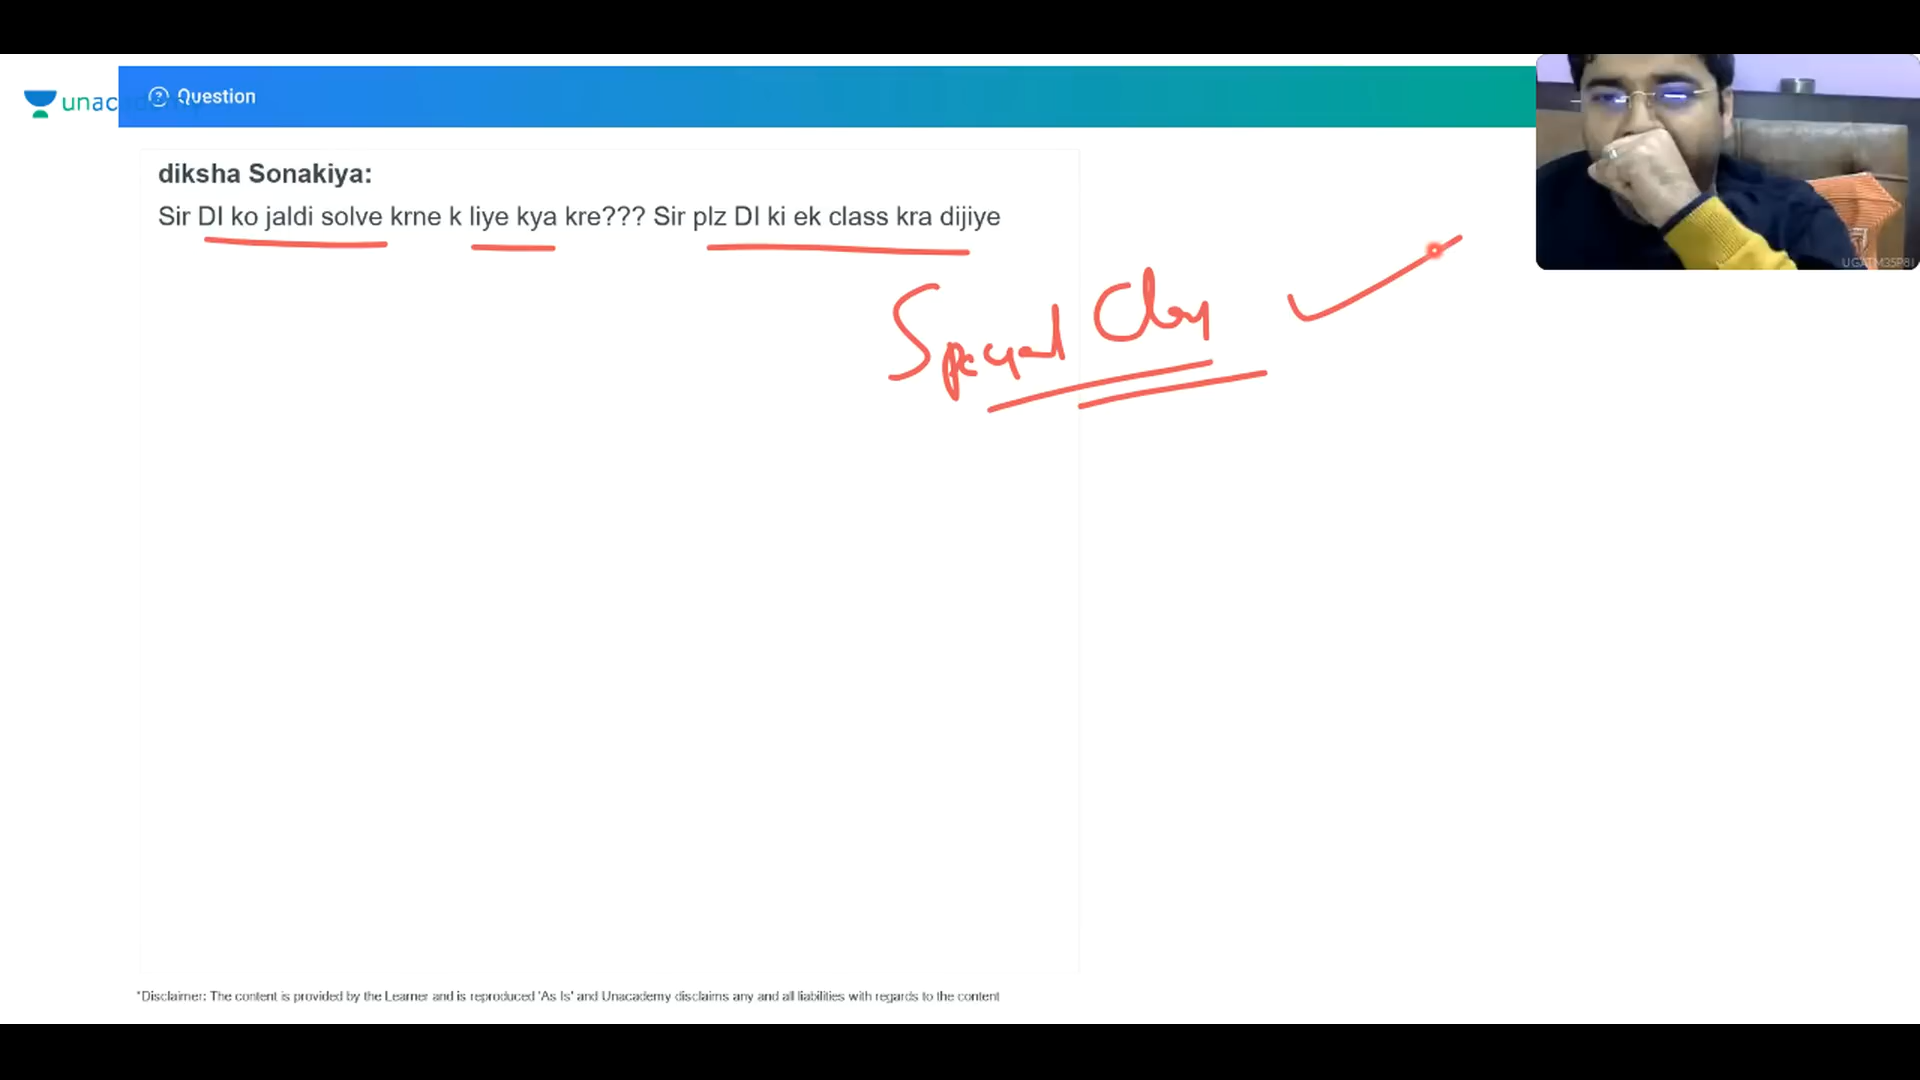 unacademy
Question
diksha Sonakiya:
Sir DI ko jaldi solve krne k liye kya kre??? Sir plz DI ki ek class kra dijiye
Special Class
*Disclaimer: The content is provided by the Learner and is reproduced 'As Is' and Unacademy disclaims any and all liabilities with regards to the content